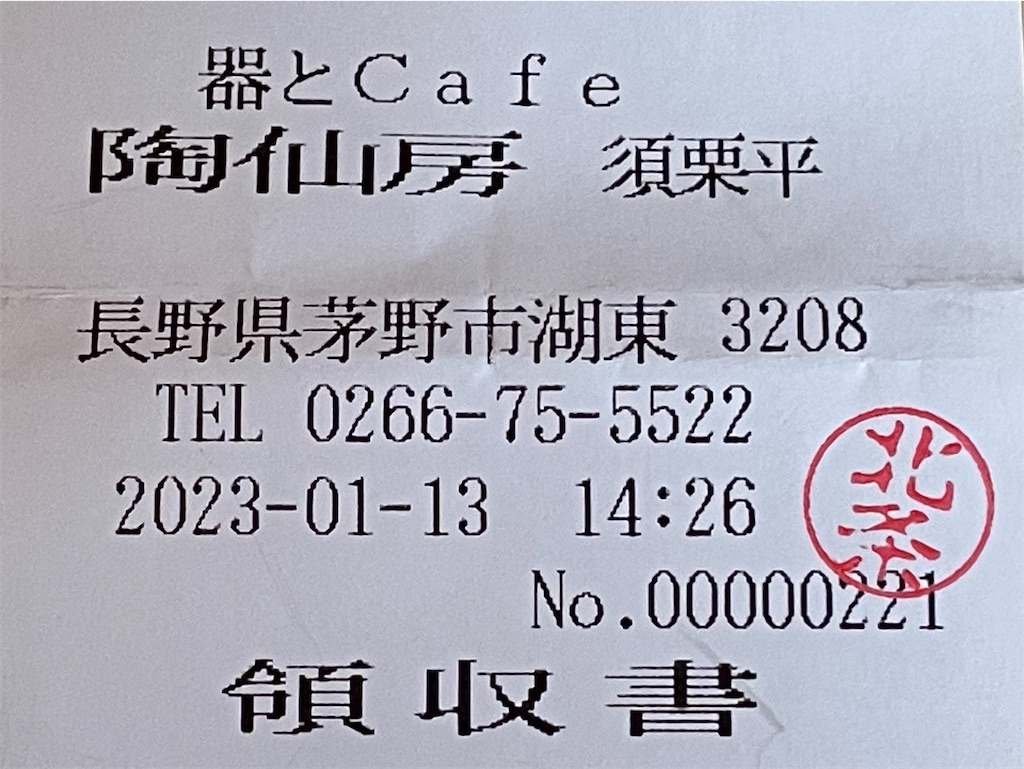 器とＣａｆｅ
陶仙房 須栗平
長野県茅野市湖東 3208
TEL 0266-75-5522
2023-01-13 14:26
No.00000221
領収書